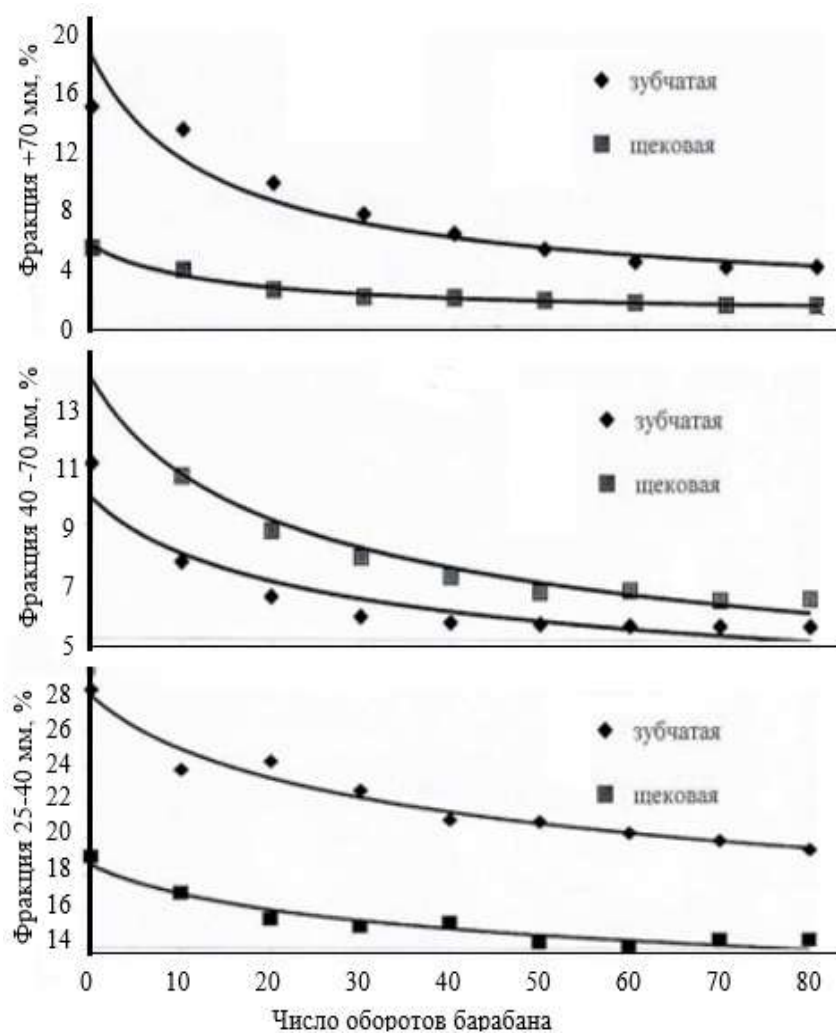 Фракция +70 мм, %
20
16
12
8
4
0
зубчатая
щековая
Фракция 40 -70 мм, %
13
11
9
7
5
зубчатая
щековая
Фракция 25-40 мм, %
28
26
24
22
20
18
16
14
зубчатая
щековая
0 10 20 30 40 50 60 70 80
Число оборотов барабана